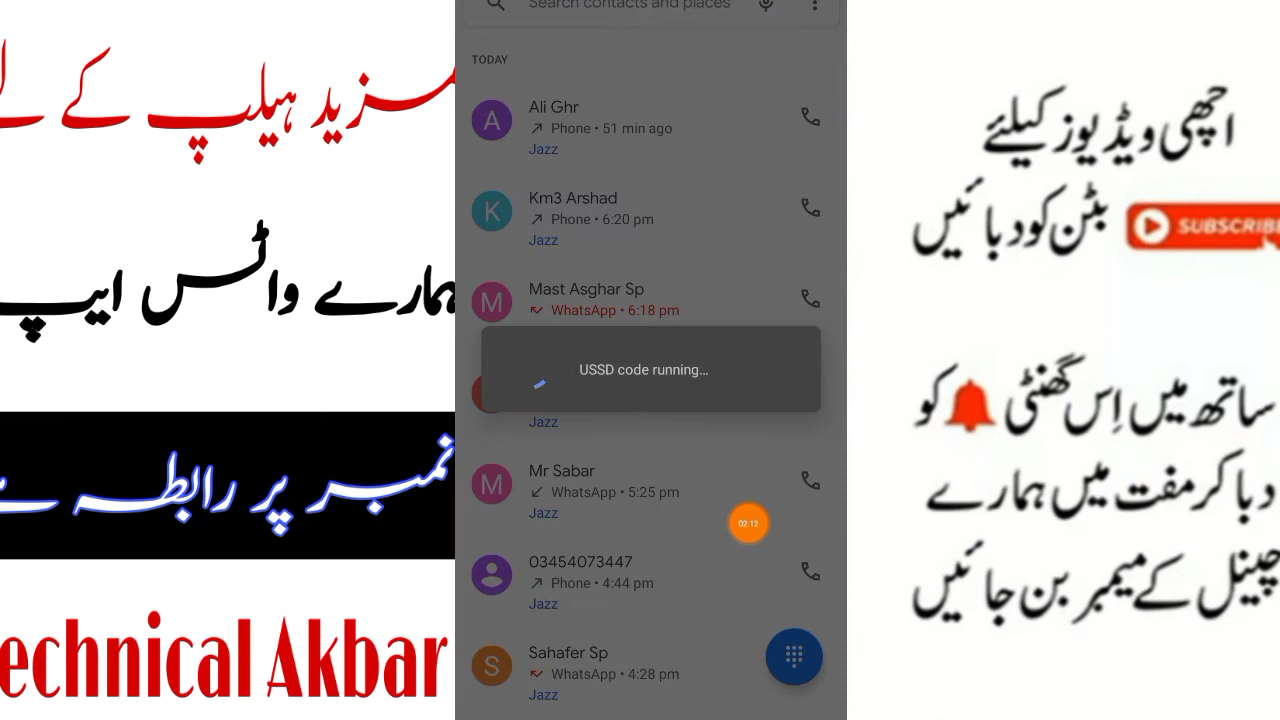 مزید ہیلپ کے ل
ہمارے واٹس ایپ
نمبر پر رابطہ
echnical Akbar
Search contacts and places
TODAY
A
Ali Ghr
Phone • 51 min ago
Jazz
K
Km3 Arshad
Phone • 6:20 pm
Jazz
M
Mast Asghar Sp
WhatsApp • 6:18 pm
USSD code running...
Jazz
M
Mr Sabar
WhatsApp • 5:25 pm
Jazz
02:12
03454073447
Phone • 4:44 pm
Jazz
S
Sahafer Sp
WhatsApp • 4:28 pm
Jazz
اچھی ویڈیوز کیلئے
SUBSCRIBE بٹن کو دبائیں
ساتھ میں اِس گھنٹی کو
دبا کر مفت میں ہمارے
چینل کے میمبر بن جائیں